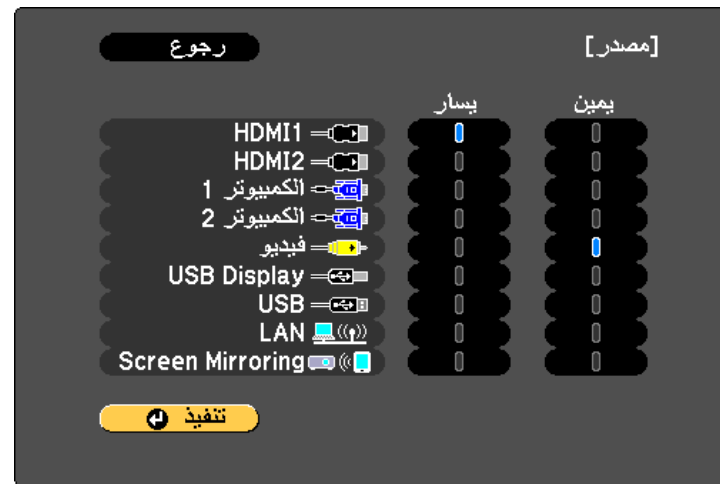 [مصدر]
رجوع
يمين
يسار
HDMI1
HDMI2
الكمبيوتر 1
الكمبيوتر 2
فيديو
USB Display
USB
LAN
Screen Mirroring
تنفيذ